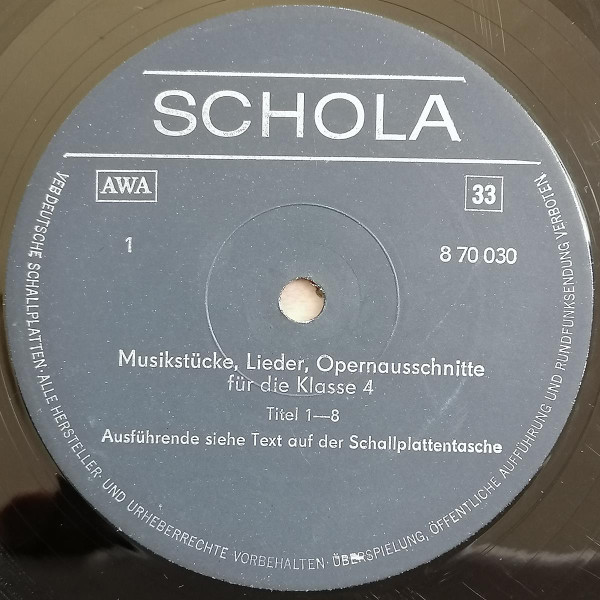 SCHOLA
AWA
33
1
8 70 030
Musikstücke, Lieder, Opernausschnitte
für die Klasse 4
Titel 1—8
Ausführende siehe Text auf der Schallplattentasche
VEB DEUTSCHE SCHALLPLATTEN · ALLE HERSTELLER- UND URHEBERRECHTE VORBEHALTEN · ÜBERSPIELUNG, ÖFFENTLICHE AUFFÜHRUNG UND RUNDFUNKSENDUNG VERBOTEN